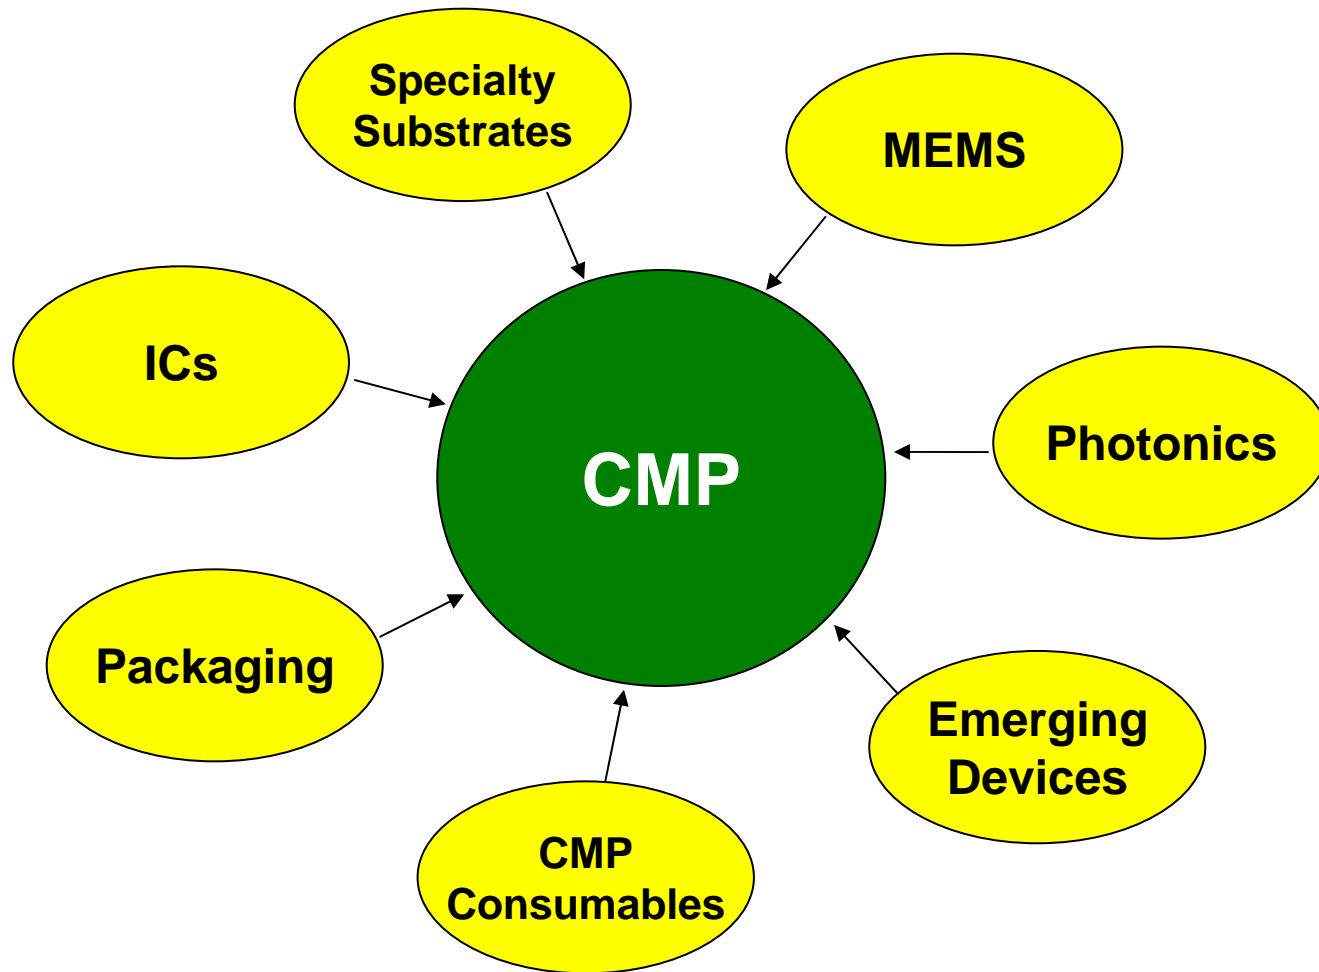 Specialty
Substrates
MEMS
ICs
Photonics
CMP
Packaging
Emerging
Devices
CMP
Consumables